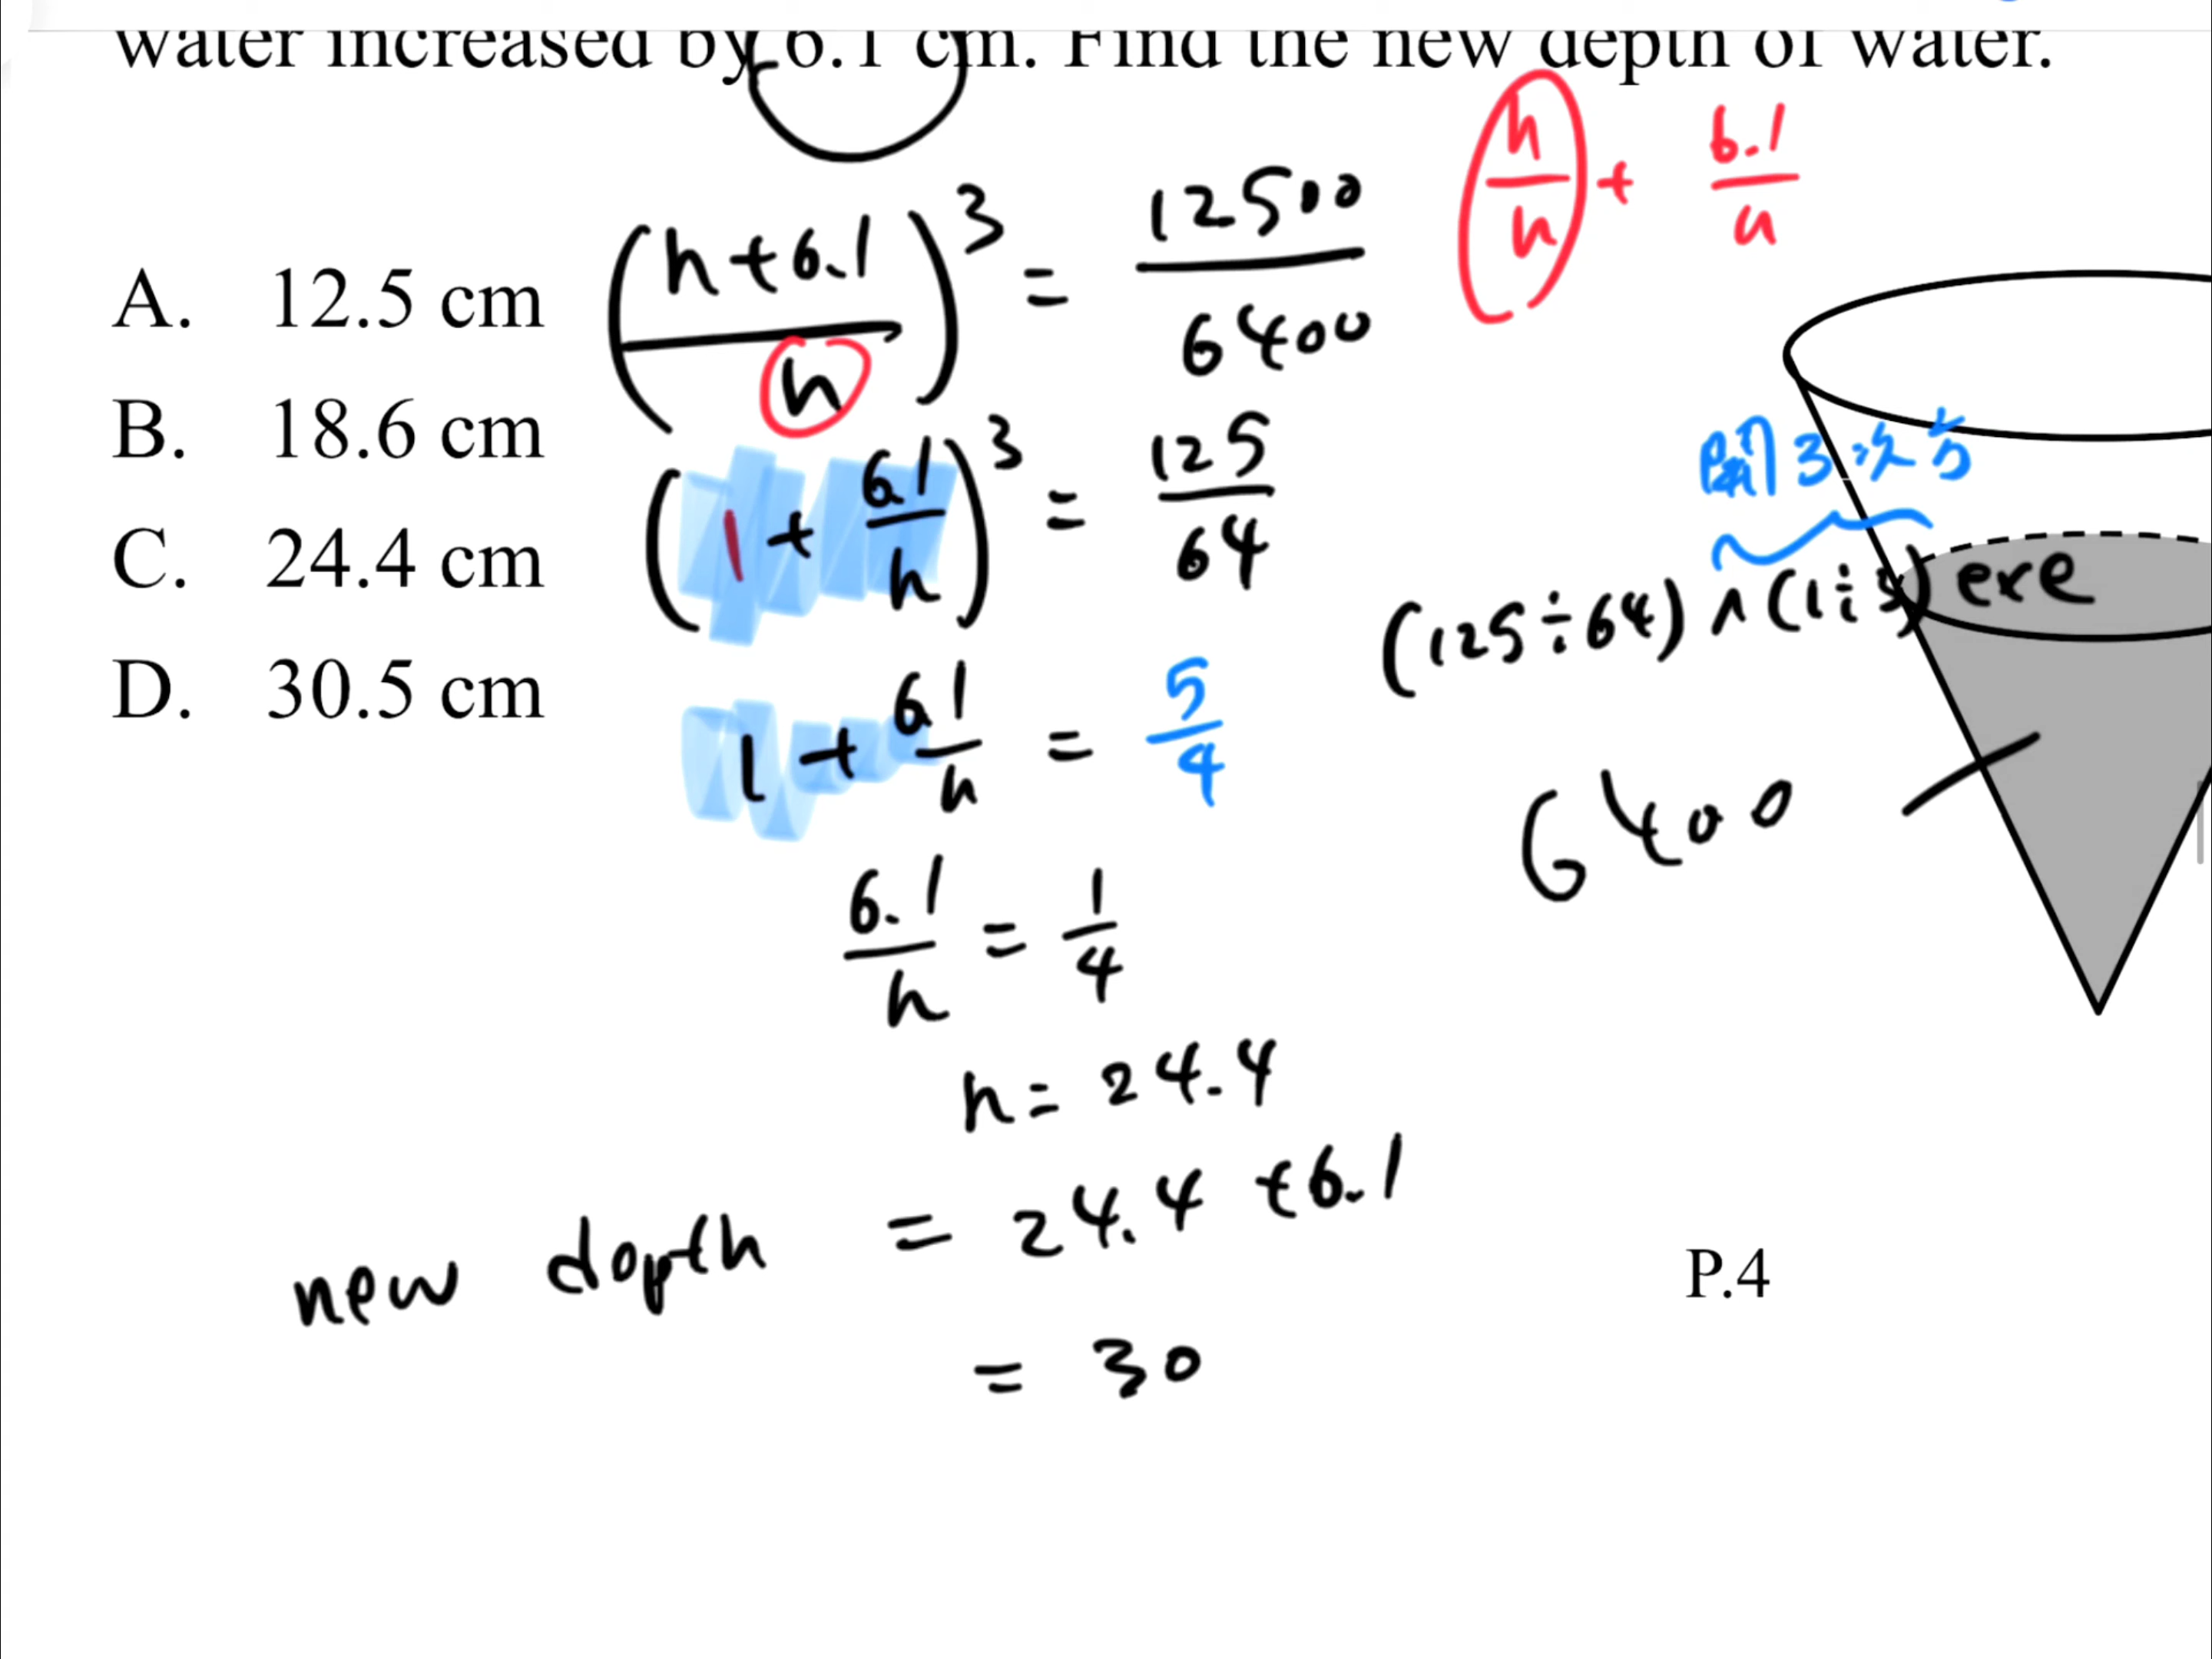 water increased by 6.1 cm. Find the new depth of water.
h/h + 6.1/h
A. 12.5 cm
((h+6.1)/h)^3 = 12500/6400
B. 18.6 cm
(1 + 6.1/h)^3 = 125/64
開3次方
C. 24.4 cm
(125÷64)^(1÷3) exe
D. 30.5 cm
1 + 6.1/h = 5/4
6400
6.1/h = 1/4
h = 24.4
new depth = 24.4 + 6.1
= 30
P.4